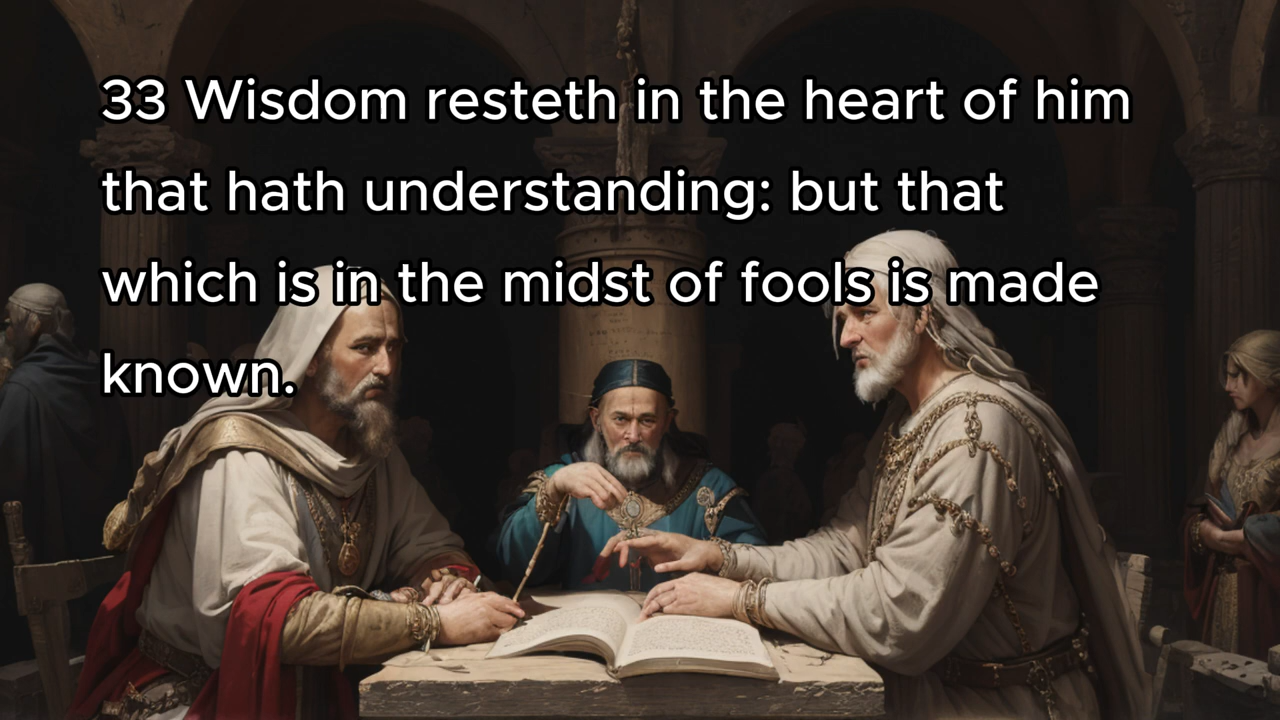 33 Wisdom resteth in the heart of him
that hath understanding: but that
which is in the midst of fools is made
known.